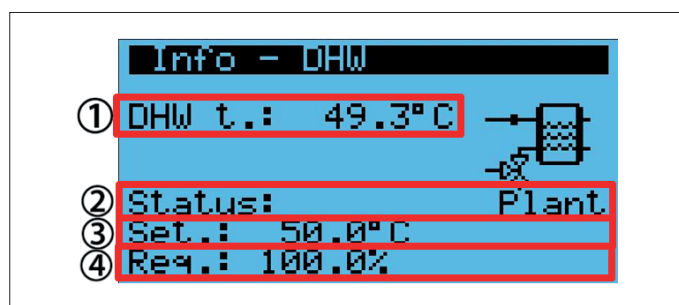 Info - DHW
① DHW t.: 49.3°C
② Status: Plant
③ Set.: 50.0°C
④ Req.: 100.0%